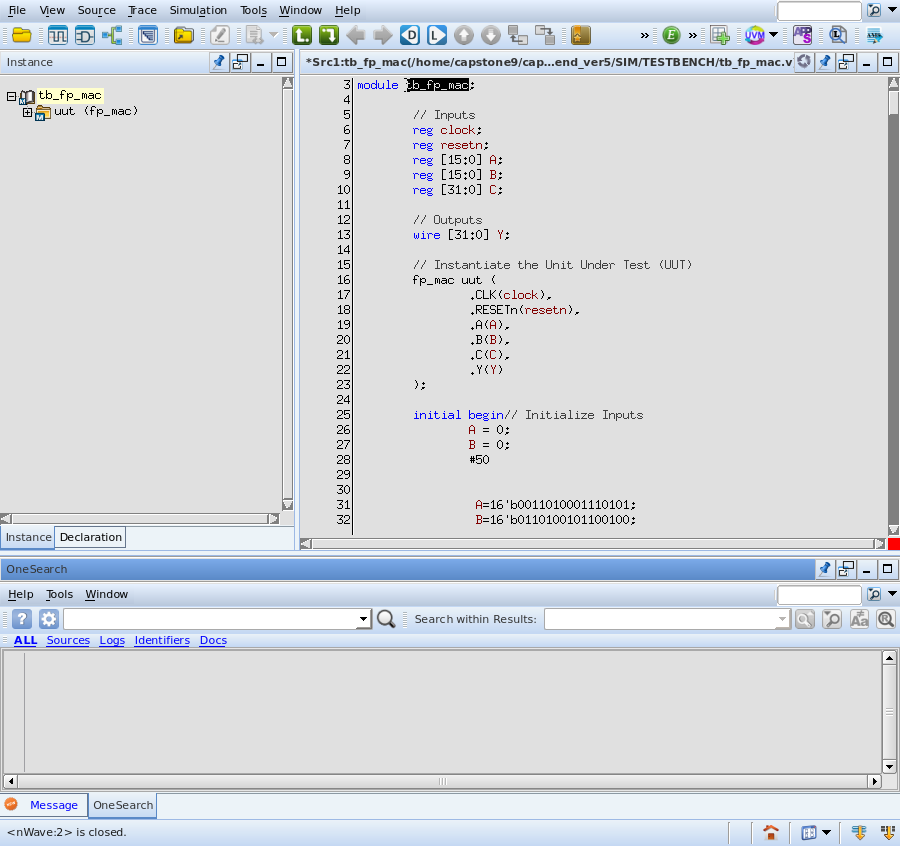 File View Source Trace Simulation Tools Window Help
Instance
*Src1:tb_fp_mac(/home/capstone9/cap...end_ver5/SIM/TESTBENCH/tb_fp_mac.v
tb_fp_mac
uut (fp_mac)
3 module tb_fp_mac;
4
5 // Inputs
6 reg clock;
7 reg resetn;
8 reg [15:0] A;
9 reg [15:0] B;
10 reg [31:0] C;
11
12 // Outputs
13 wire [31:0] Y;
14
15 // Instantiate the Unit Under Test (UUT)
16 fp_mac uut (
17 .CLK(clock),
18 .RESETn(resetn),
19 .A(A),
20 .B(B),
21 .C(C),
22 .Y(Y)
23 );
24
25 initial begin// Initialize Inputs
26 A = 0;
27 B = 0;
28 #50
29
30
31 A=16'b0011010001110101;
32 B=16'b0110100101100100;
Instance Declaration
OneSearch
Help Tools Window
Search within Results:
ALL Sources Logs Identifiers Docs
Message OneSearch
<nWave:2> is closed.